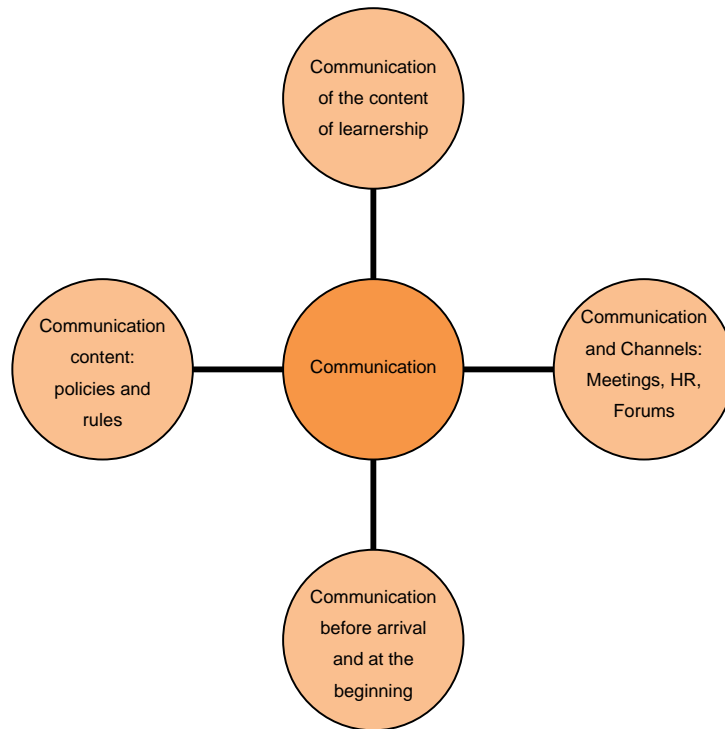 Communication
of the content
of learnership
Communication
content:
policies and
rules
Communication
Communication
and Channels:
Meetings, HR,
Forums
Communication
before arrival
and at the
beginning